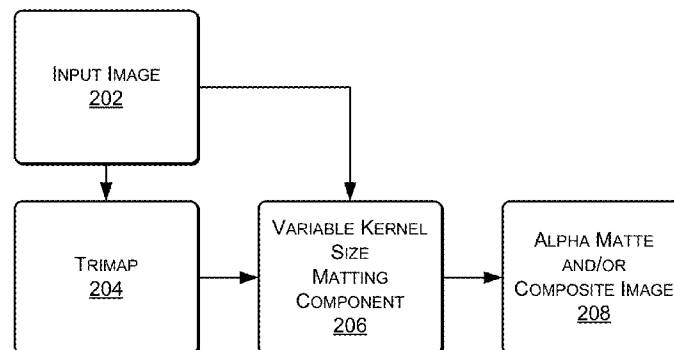 INPUT IMAGE
202
TRIMAP
204
VARIABLE KERNEL
SIZE
MATTING
COMPONENT
206
ALPHA MATTE
AND/OR
COMPOSITE IMAGE
208